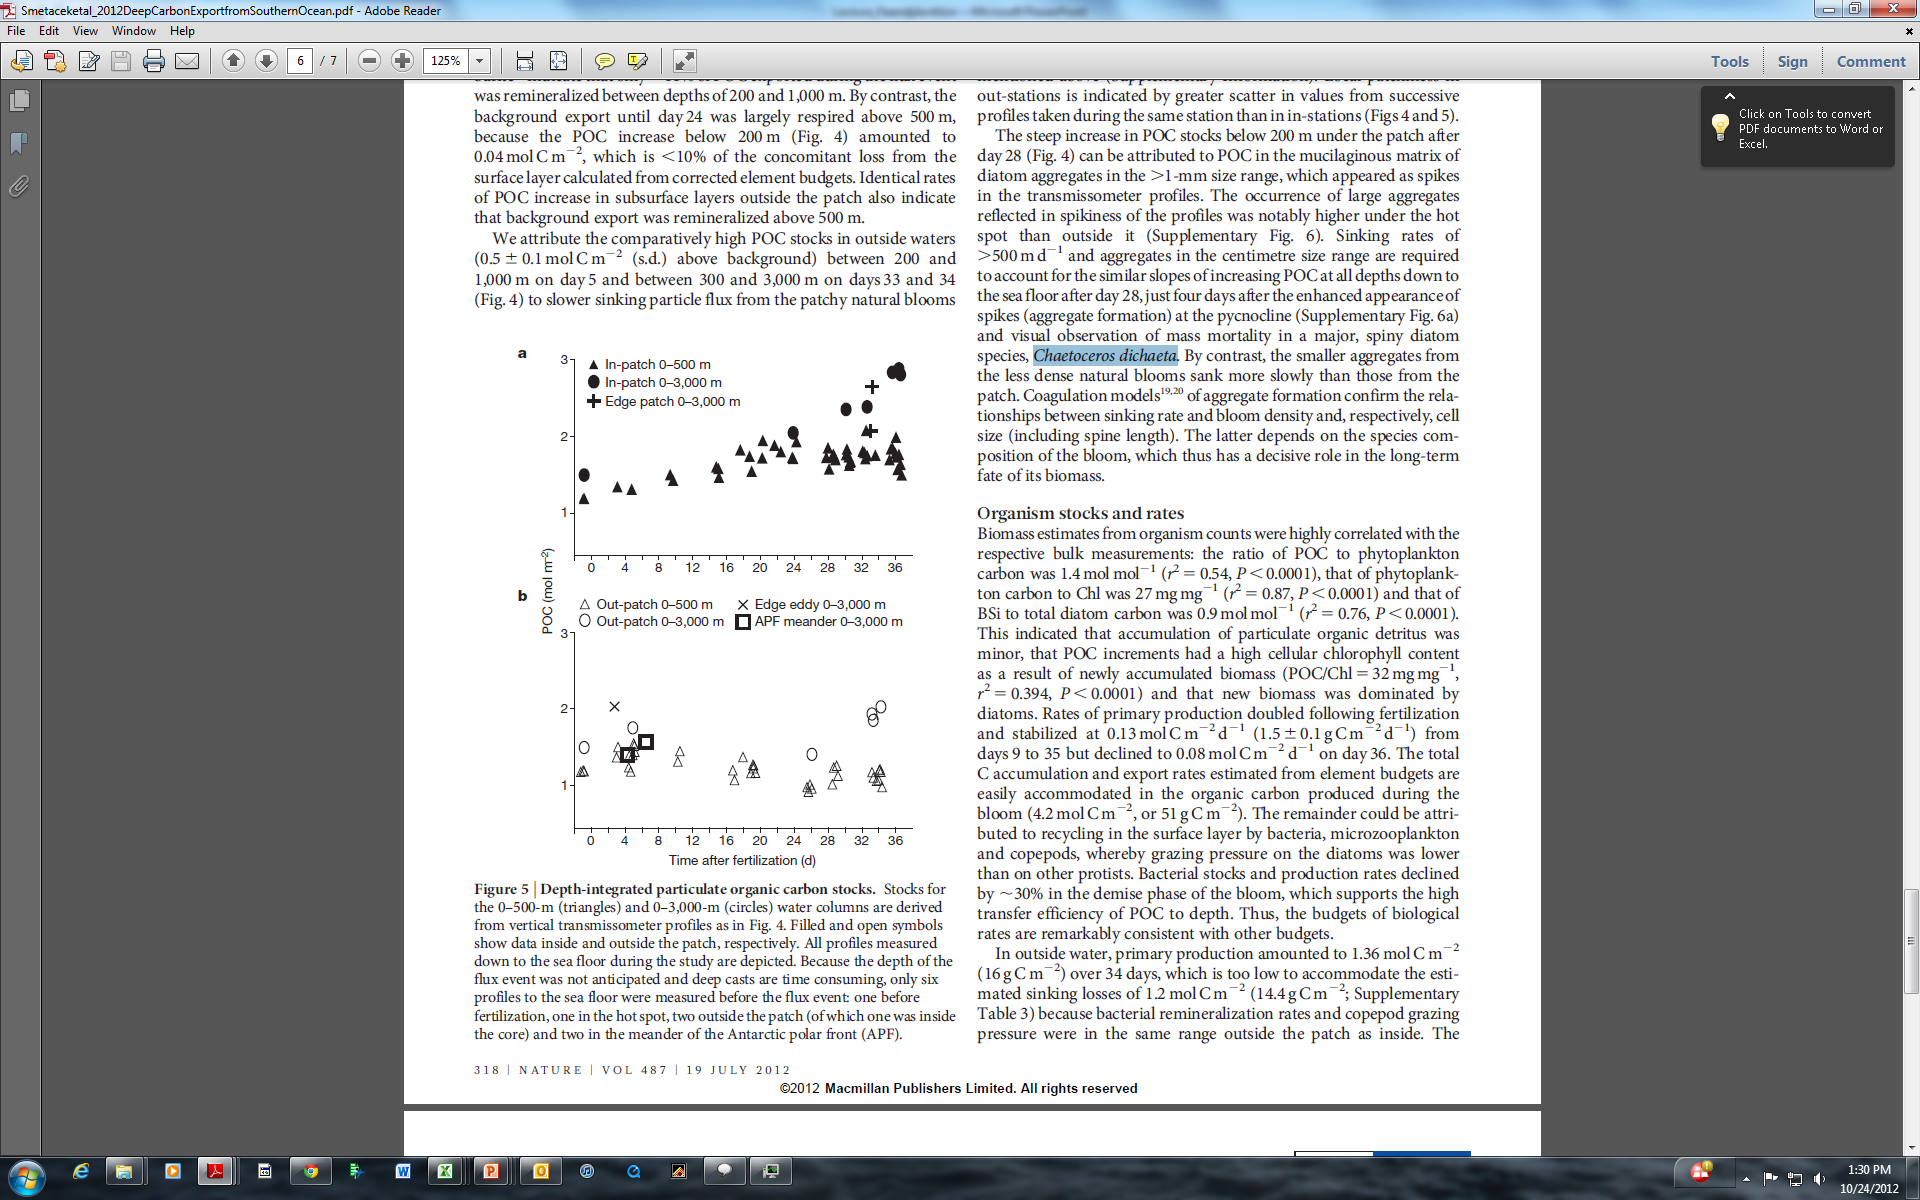 Smetaceketal_2012DeepCarbonExportfromSouthernOcean.pdf - Adobe Reader
File Edit View Window Help
6 / 7
125%
Tools Sign Comment
Click on Tools to convert
PDF documents to Word or
Excel.
was remineralized between depths of 200 and 1,000 m. By contrast, the
background export until day 24 was largely respired above 500 m,
because the POC increase below 200 m (Fig. 4) amounted to
0.04 mol C m⁻², which is <10% of the concomitant loss from the
surface layer calculated from corrected element budgets. Identical rates
of POC increase in subsurface layers outside the patch also indicate
that background export was remineralized above 500 m.
We attribute the comparatively high POC stocks in outside waters
(0.5 ± 0.1 mol C m⁻² (s.d.) above background) between 200 and
1,000 m on day 5 and between 300 and 3,000 m on days 33 and 34
(Fig. 4) to slower sinking particle flux from the patchy natural blooms
a
3
2
1
In-patch 0–500 m
In-patch 0–3,000 m
Edge patch 0–3,000 m
0 4 8 12 16 20 24 28 32 36
POC (mol m⁻²)
b
Out-patch 0–500 m
Edge eddy 0–3,000 m
Out-patch 0–3,000 m
APF meander 0–3,000 m
3
2
1
0 4 8 12 16 20 24 28 32 36
Time after fertilization (d)
Figure 5 | Depth-integrated particulate organic carbon stocks. Stocks for
the 0–500-m (triangles) and 0–3,000-m (circles) water columns are derived
from vertical transmissometer profiles as in Fig. 4. Filled and open symbols
show data inside and outside the patch, respectively. All profiles measured
down to the sea floor during the study are depicted. Because the depth of the
flux event was not anticipated and deep casts are time consuming, only six
profiles to the sea floor were measured before the flux event: one before
fertilization, one in the hot spot, two outside the patch (of which one was inside
the core) and two in the meander of the Antarctic polar front (APF).
out-stations is indicated by greater scatter in values from successive
profiles taken during the same station than in in-stations (Figs 4 and 5).
The steep increase in POC stocks below 200 m under the patch after
day 28 (Fig. 4) can be attributed to POC in the mucilaginous matrix of
diatom aggregates in the >1-mm size range, which appeared as spikes
in the transmissometer profiles. The occurrence of large aggregates
reflected in spikiness of the profiles was notably higher under the hot
spot than outside it (Supplementary Fig. 6). Sinking rates of
>500 m d⁻¹ and aggregates in the centimetre size range are required
to account for the similar slopes of increasing POC at all depths down to
the sea floor after day 28, just four days after the enhanced appearance of
spikes (aggregate formation) at the pycnocline (Supplementary Fig. 6a)
and visual observation of mass mortality in a major, spiny diatom
species, Chaetoceros dichaeta. By contrast, the smaller aggregates from
the less dense natural blooms sank more slowly than those from the
patch. Coagulation models¹⁹,²⁰ of aggregate formation confirm the rela-
tionships between sinking rate and bloom density and, respectively, cell
size (including spine length). The latter depends on the species com-
position of the bloom, which thus has a decisive role in the long-term
fate of its biomass.
Organism stocks and rates
Biomass estimates from organism counts were highly correlated with the
respective bulk measurements: the ratio of POC to phytoplankton
carbon was 1.4 mol mol⁻¹ (r² = 0.54, P < 0.0001), that of phytoplank-
ton carbon to Chl was 27 mg mg⁻¹ (r² = 0.87, P < 0.0001) and that of
BSi to total diatom carbon was 0.9 mol mol⁻¹ (r² = 0.76, P < 0.0001).
This indicated that accumulation of particulate organic detritus was
minor, that POC increments had a high cellular chlorophyll content
as a result of newly accumulated biomass (POC/Chl = 32 mg mg⁻¹,
r² = 0.394, P < 0.0001) and that new biomass was dominated by
diatoms. Rates of primary production doubled following fertilization
and stabilized at 0.13 mol C m⁻² d⁻¹ (1.5 ± 0.1 g C m⁻² d⁻¹) from
days 9 to 35 but declined to 0.08 mol C m⁻² d⁻¹ on day 36. The total
C accumulation and export rates estimated from element budgets are
easily accommodated in the organic carbon produced during the
bloom (4.2 mol C m⁻², or 51 g C m⁻²). The remainder could be attri-
buted to recycling in the surface layer by bacteria, microzooplankton
and copepods, whereby grazing pressure on the diatoms was lower
than on other protists. Bacterial stocks and production rates declined
by ~30% in the demise phase of the bloom, which supports the high
transfer efficiency of POC to depth. Thus, the budgets of biological
rates are remarkably consistent with other budgets.
In outside water, primary production amounted to 1.36 mol C m⁻²
(16 g C m⁻²) over 34 days, which is too low to accommodate the esti-
mated sinking losses of 1.2 mol C m⁻² (14.4 g C m⁻²; Supplementary
Table 3) because bacterial remineralization rates and copepod grazing
pressure were in the same range outside the patch as inside. The
318 | NATURE | VOL 487 | 19 JULY 2012
©2012 Macmillan Publishers Limited. All rights reserved
1:30 PM
10/24/2012